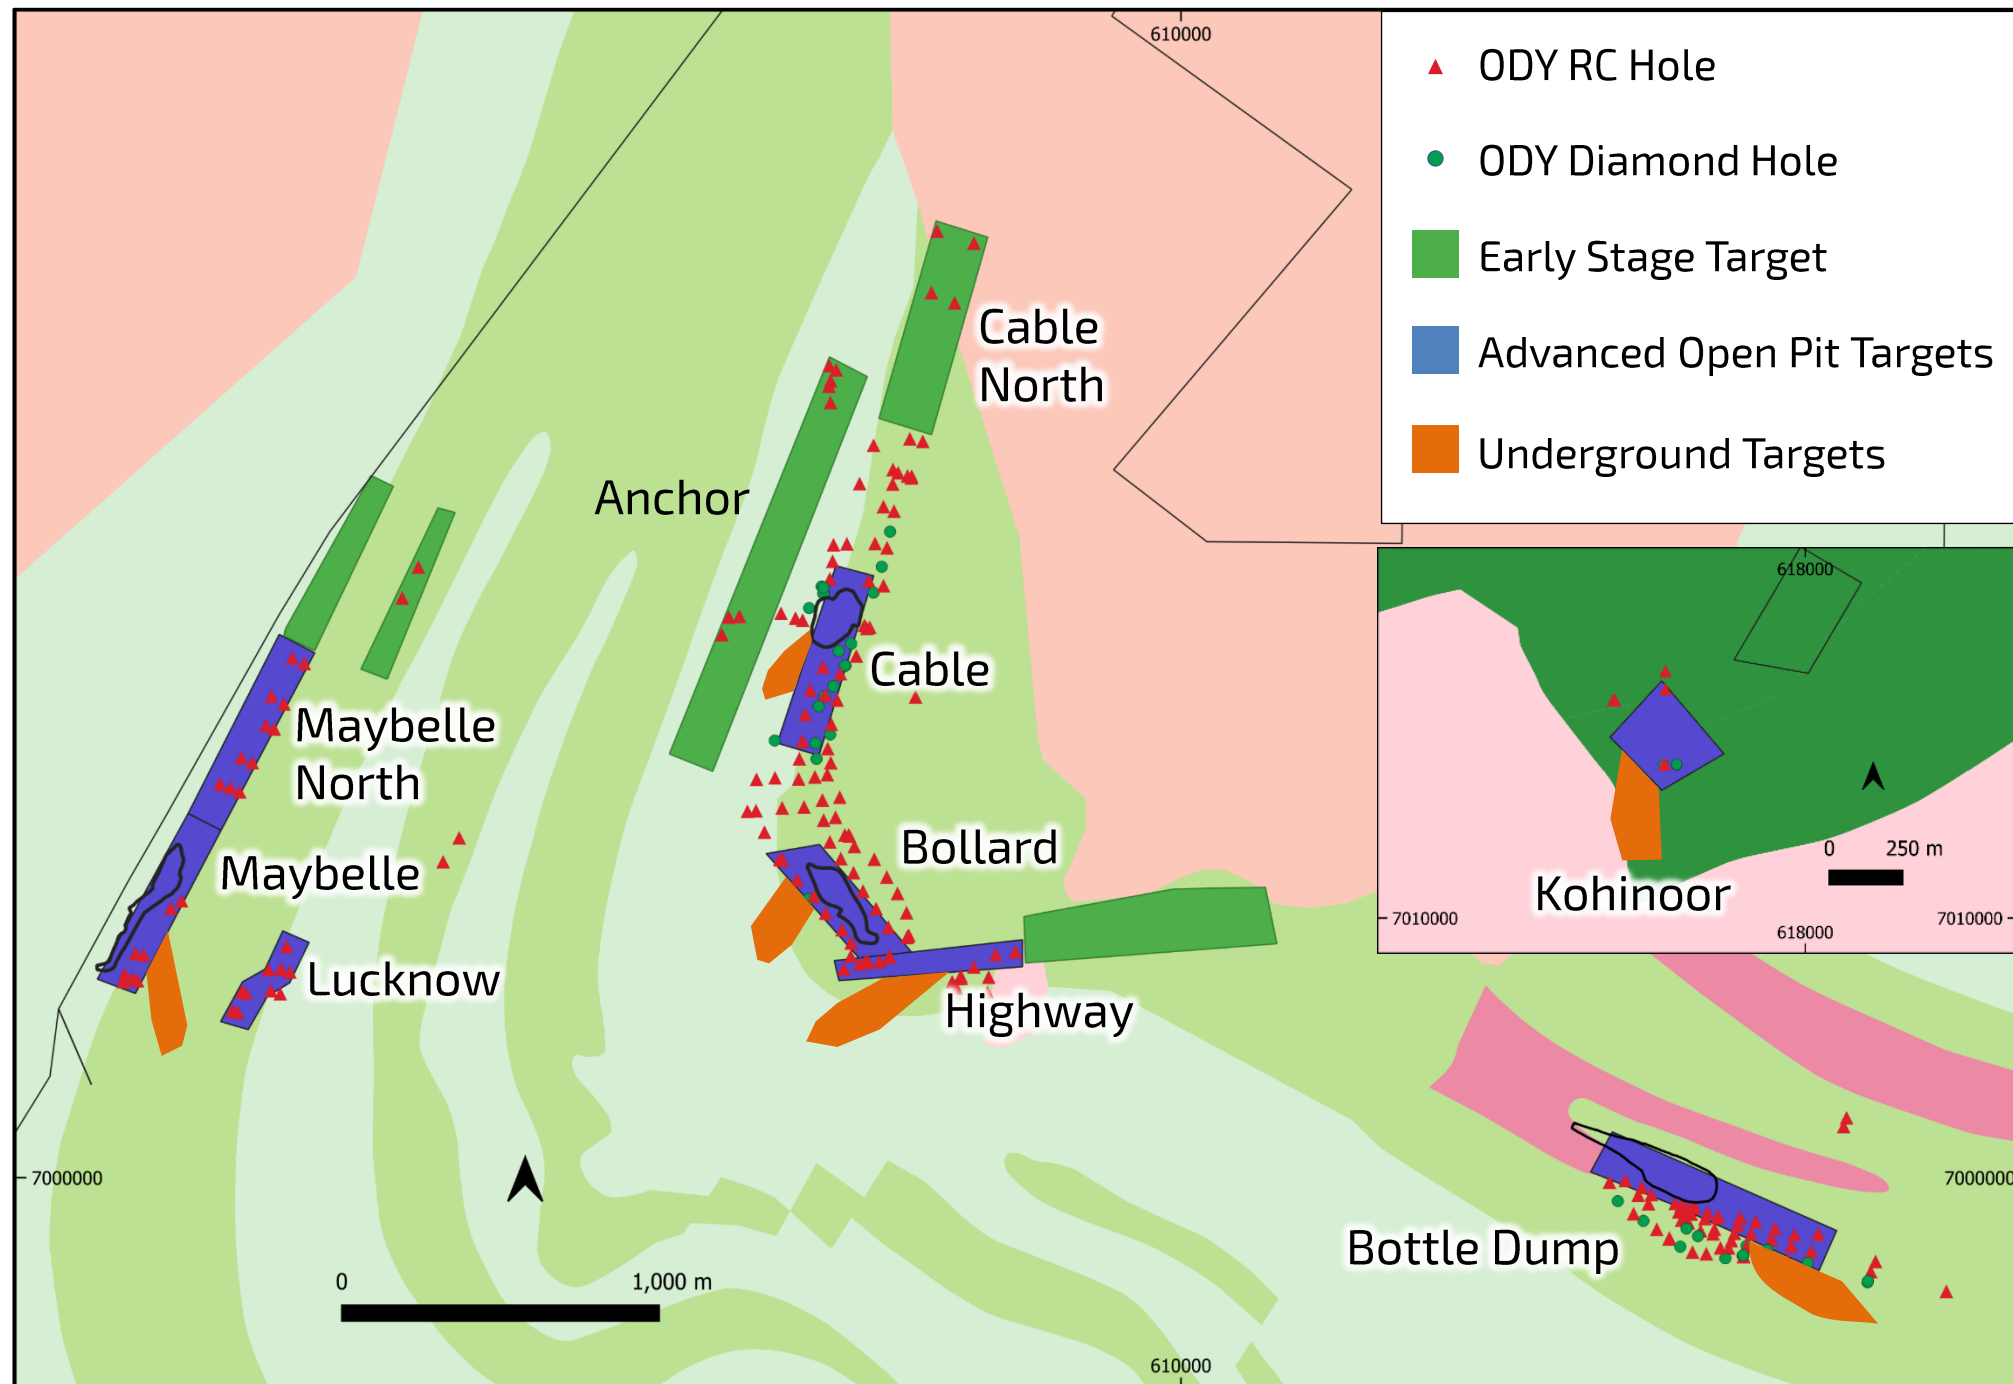 610000
ODY RC Hole
ODY Diamond Hole
Early Stage Target
Advanced Open Pit Targets
Underground Targets
Cable
North
Anchor
Cable
Maybelle
North
Maybelle
Bollard
Lucknow
Highway
618000
0 250 m
Kohinoor
7010000 7010000
618000
7000000 7000000
Bottle Dump
0 1,000 m
610000